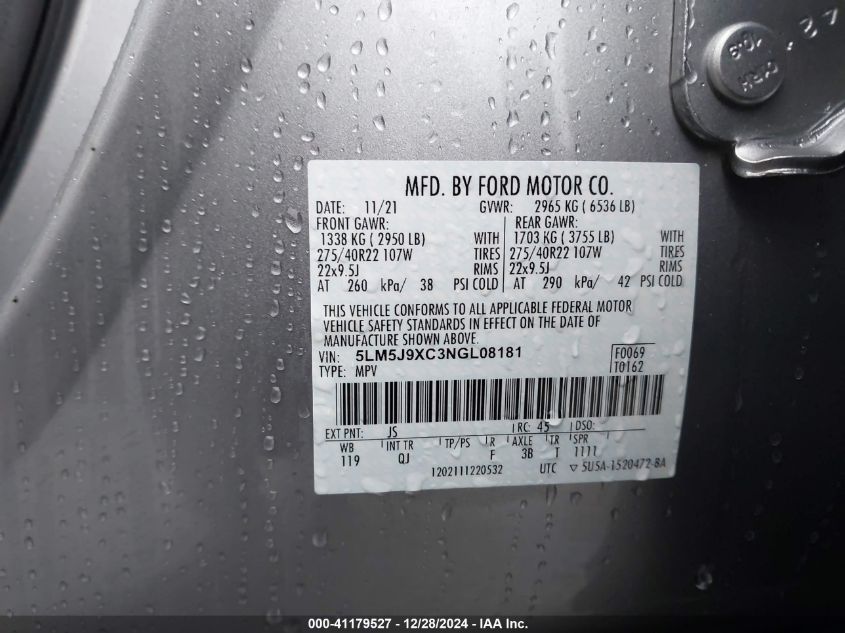 MFD. BY FORD MOTOR CO.
DATE: 11/21 GVWR: 2965 KG ( 6536 LB)
FRONT GAWR: REAR GAWR:
1338 KG ( 2950 LB) WITH 1703 KG ( 3755 LB) WITH
275/40R22 107W TIRES 275/40R22 107W TIRES
22x9.5J RIMS 22x9.5J RIMS
AT 260 kPa/ 38 PSI COLD AT 290 kPa/ 42 PSI COLD
THIS VEHICLE CONFORMS TO ALL APPLICABLE FEDERAL MOTOR
VEHICLE SAFETY STANDARDS IN EFFECT ON THE DATE OF
MANUFACTURE SHOWN ABOVE.
VIN: 5LM5J9XC3NGL08181 F0069
TYPE: MPV T0162
EXT PNT: JS RC: 45 DSO:
WB INT TR TP/PS R AXLE TR SPR
119 QJ F 3B T 1111
1202111220532 UTC ▽ 5U5A-1520472-BA
000-41179527 - 12/28/2024 - IAA Inc.